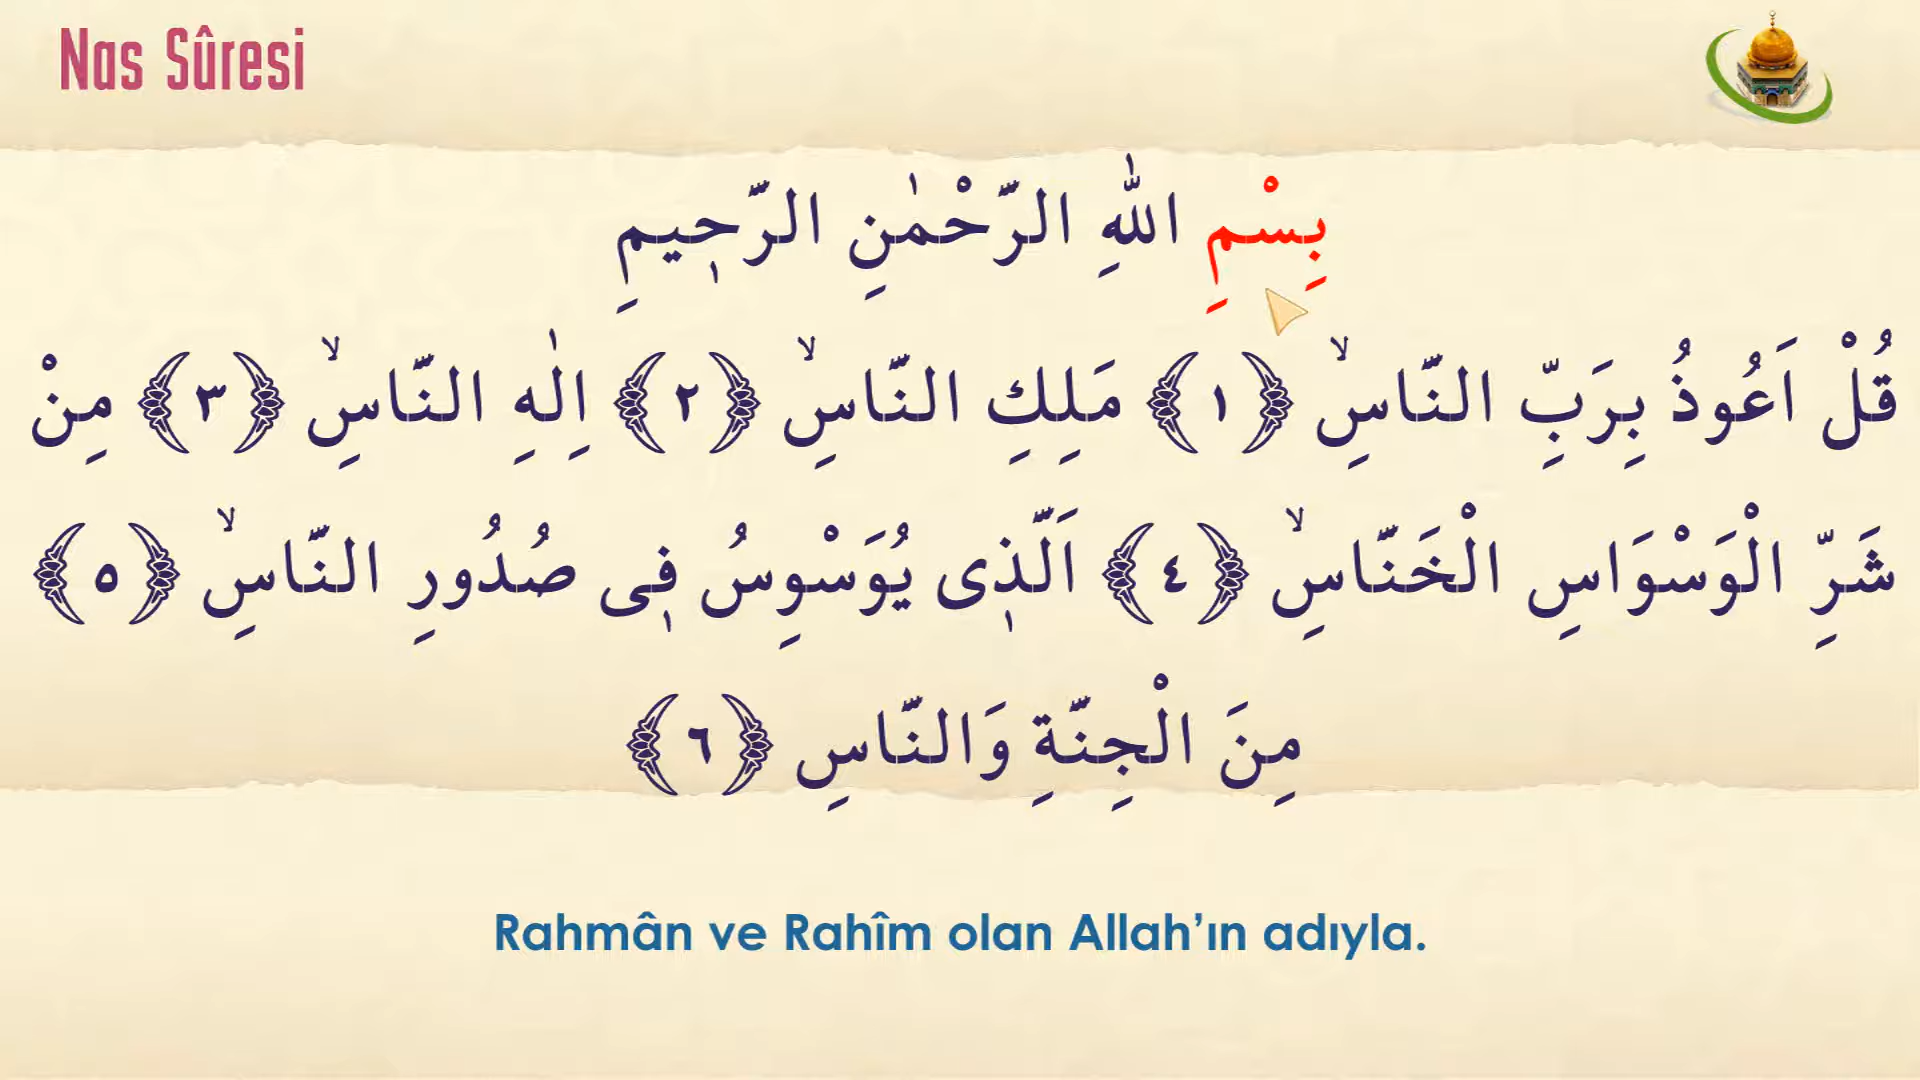 Nas Sûresi
بِسْمِ اللّٰهِ الرَّحْمٰنِ الرَّحٖيمِ
قُلْ اَعُوذُ بِرَبِّ النَّاسِۙ ﴿١﴾ مَلِكِ النَّاسِۙ ﴿٢﴾ اِلٰهِ النَّاسِۙ ﴿٣﴾ مِنْ
شَرِّ الْوَسْوَاسِ الْخَنَّاسِۙ ﴿٤﴾ اَلَّذٖى يُوَسْوِسُ فٖى صُدُورِ النَّاسِۙ ﴿٥﴾
مِنَ الْجِنَّةِ وَالنَّاسِ ﴿٦﴾
Rahmân ve Rahîm olan Allah’ın adıyla.